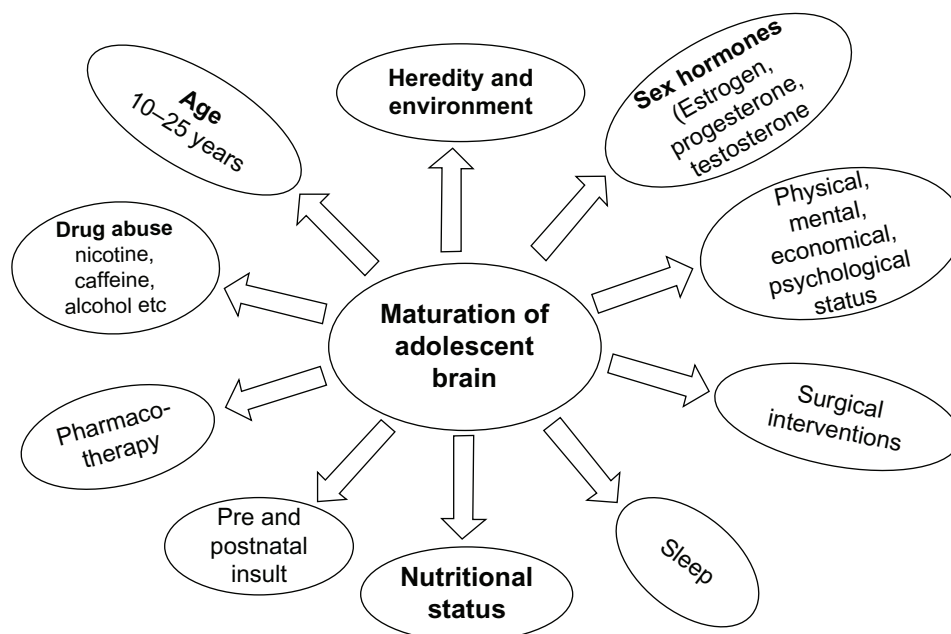 Heredity and
environment
Sex hormones
(Estrogen,
progesterone,
testosterone
Age
10–25 years
Physical,
mental,
economical,
psychological
status
Drug abuse
nicotine,
caffeine,
alcohol etc
Maturation of
adolescent
brain
Surgical
interventions
Pharmaco-
therapy
Pre and
postnatal
insult
Sleep
Nutritional
status